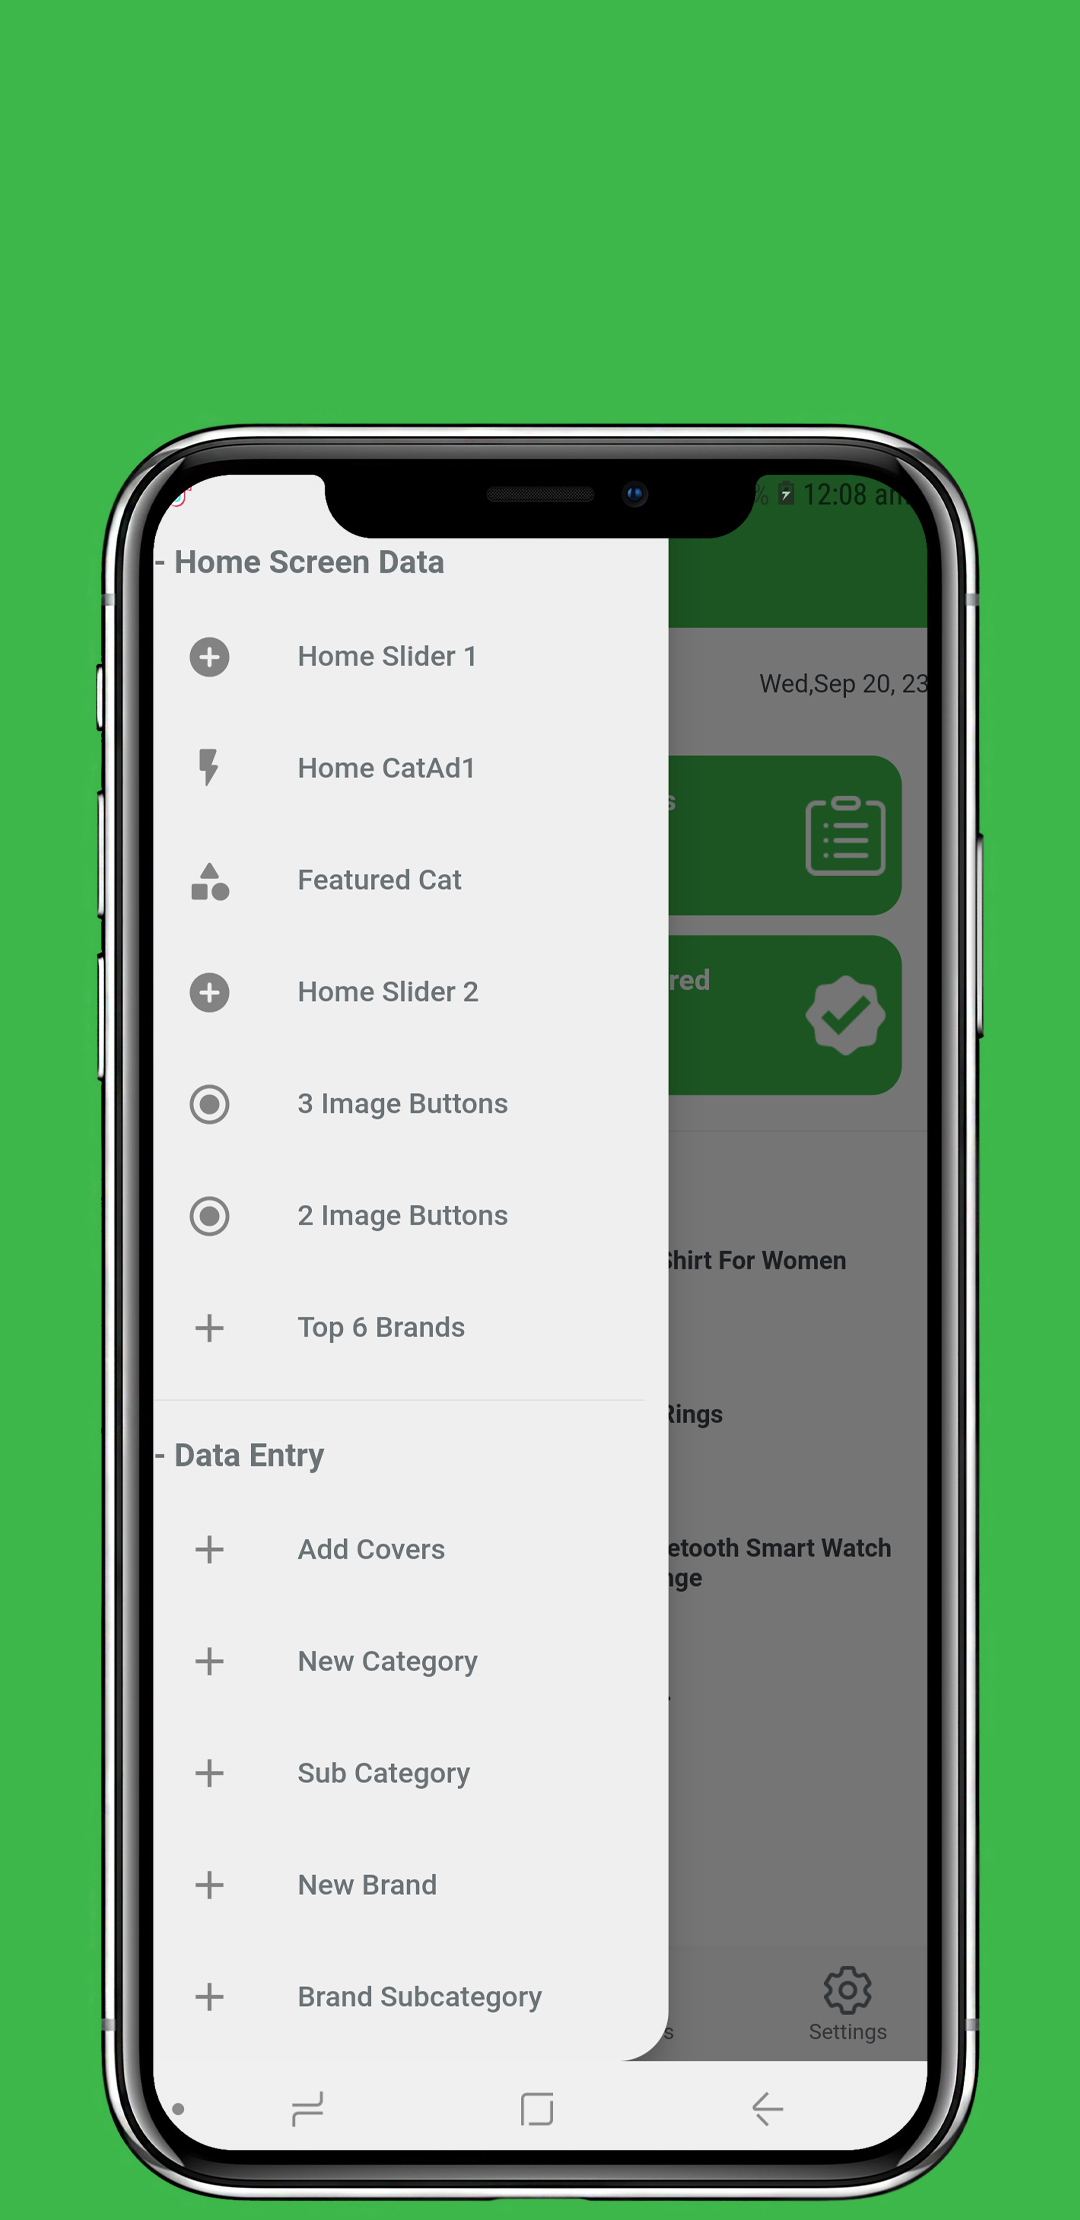 % 12:08 am
- Home Screen Data
Home Slider 1
Wed,Sep 20, 23
Home CatAd1
s
Featured Cat
Home Slider 2
red
3 Image Buttons
2 Image Buttons
Shirt For Women
Top 6 Brands
Rings
- Data Entry
Add Covers
etooth Smart Watch
nge
New Category
Sub Category
New Brand
Brand Subcategory
s
Settings